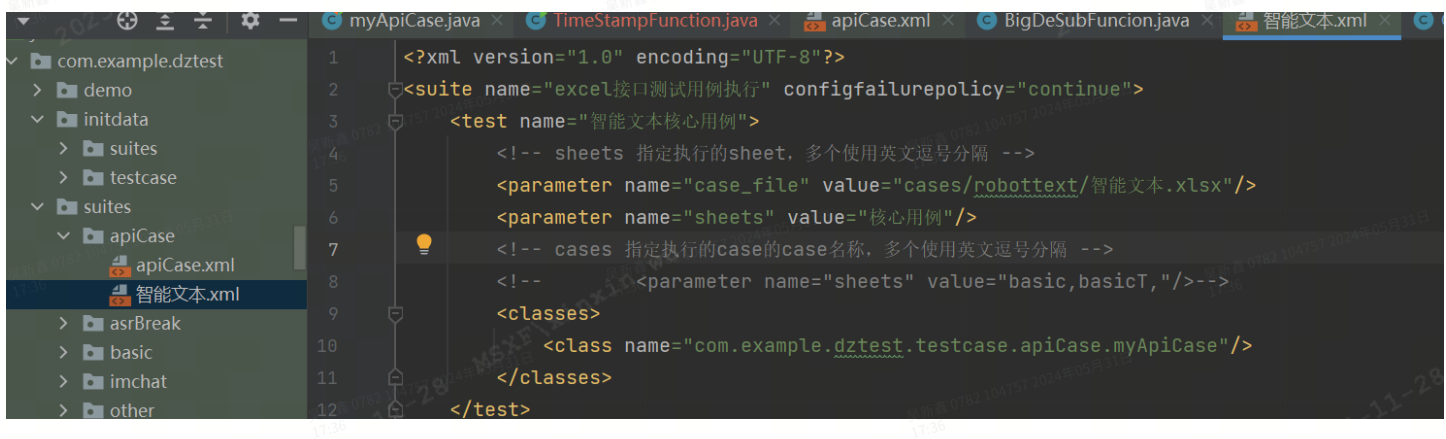 myApiCase.java
TimeStampFunction.java
apiCase.xml
BigDeSubFuncion.java
智能文本.xml
com.example.dztest
demo
initdata
suites
testcase
suites
apiCase
apiCase.xml
智能文本.xml
asrBreak
basic
imchat
other
1 <?xml version="1.0" encoding="UTF-8"?>
2 <suite name="excel接口测试用例执行" configfailurepolicy="continue">
3 <test name="智能文本核心用例">
4 <!-- sheets 指定执行的sheet，多个使用英文逗号分隔 -->
5 <parameter name="case_file" value="cases/robottext/智能文本.xlsx"/>
6 <parameter name="sheets" value="核心用例"/>
7 <!-- cases 指定执行的case的case名称，多个使用英文逗号分隔 -->
8 <!-- <parameter name="sheets" value="basic,basicT,"/>-->
9 <classes>
10 <class name="com.example.dztest.testcase.apiCase.myApiCase"/>
11 </classes>
12 </test>